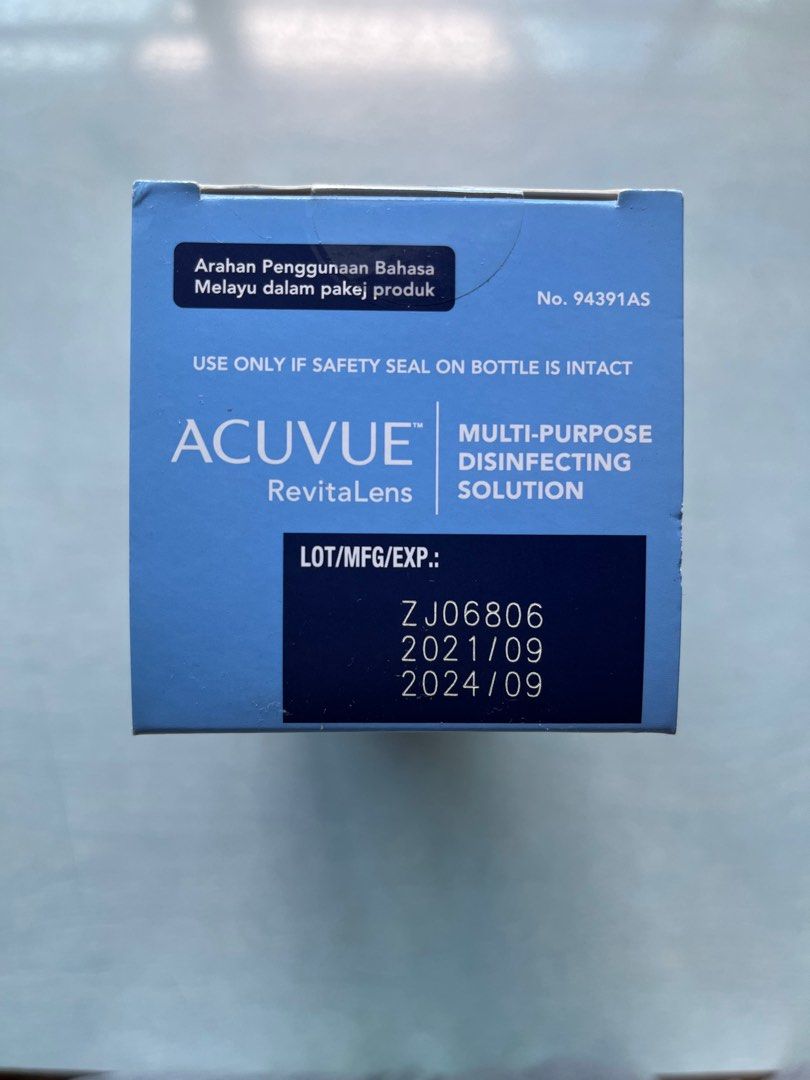 Arahan Penggunaan Bahasa
Melayu dalam pakej produk
No. 94391AS
USE ONLY IF SAFETY SEAL ON BOTTLE IS INTACT
ACUVUE™
RevitaLens
MULTI-PURPOSE
DISINFECTING
SOLUTION
LOT/MFG/EXP.:
ZJ06806
2021/09
2024/09